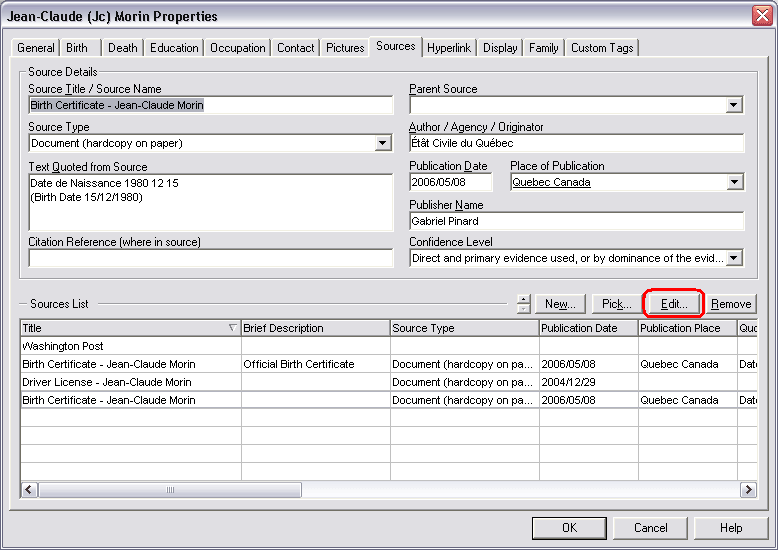 Jean-Claude (Jc) Morin Properties
General Birth Death Education Occupation Contact Pictures Sources Hyperlink Display Family Custom Tags
Source Details
Source Title / Source Name
Birth Certificate - Jean-Claude Morin
Parent Source
Source Type
Document (hardcopy on paper)
Author / Agency / Originator
Étât Civile du Québec
Text Quoted from Source
Date de Naissance 1980 12 15
(Birth Date 15/12/1980)
Publication Date
2006/05/08
Place of Publication
Quebec Canada
Publisher Name
Gabriel Pinard
Citation Reference (where in source)
Confidence Level
Direct and primary evidence used, or by dominance of the evid...
Sources List
New... Pick... Edit... Remove
Title Brief Description Source Type Publication Date Publication Place Quo
Washington Post
Birth Certificate - Jean-Claude Morin Official Birth Certificate Document (hardcopy on pa... 2006/05/08 Quebec Canada Date
Driver License - Jean-Claude Morin Document (hardcopy on pa... 2004/12/29
Birth Certificate - Jean-Claude Morin Document (hardcopy on pa... 2006/05/08 Quebec Canada Date
OK Cancel Help